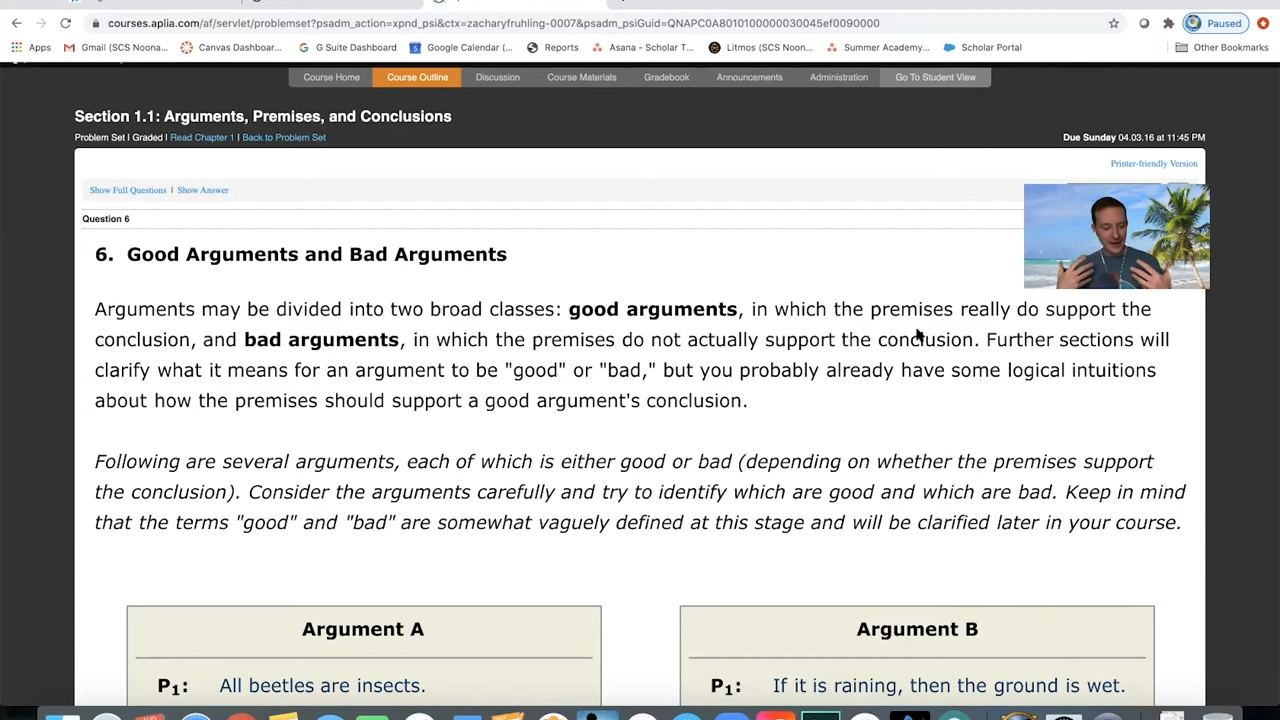 courses.aplia.com/af/servlet/problemset?psadm_action=xpnd_psi&ctx=zacharyfruhling-0007&psadm_psiGuid=QNAPC0A8010100000030045ef0090000
Paused
Apps Gmail (SCS Noona... Canvas Dashboar... G Suite Dashboard Google Calendar (... Reports Asana - Scholar T... Litmos (SCS Noon... Summer Academy... Scholar Portal Other Bookmarks
Course Home Course Outline Discussion Course Materials Gradebook Announcements Administration Go To Student View
Section 1.1: Arguments, Premises, and Conclusions
Problem Set | Graded | Read Chapter 1 | Back to Problem Set Due Sunday 04.03.16 at 11:45 PM
Printer-friendly Version
Show Full Questions | Show Answer
Question 6
6. Good Arguments and Bad Arguments
Arguments may be divided into two broad classes: good arguments, in which the premises really do support the
conclusion, and bad arguments, in which the premises do not actually support the conclusion. Further sections will
clarify what it means for an argument to be "good" or "bad," but you probably already have some logical intuitions
about how the premises should support a good argument's conclusion.
Following are several arguments, each of which is either good or bad (depending on whether the premises support
the conclusion). Consider the arguments carefully and try to identify which are good and which are bad. Keep in mind
that the terms "good" and "bad" are somewhat vaguely defined at this stage and will be clarified later in your course.
Argument A
P1: All beetles are insects.
Argument B
P1: If it is raining, then the ground is wet.